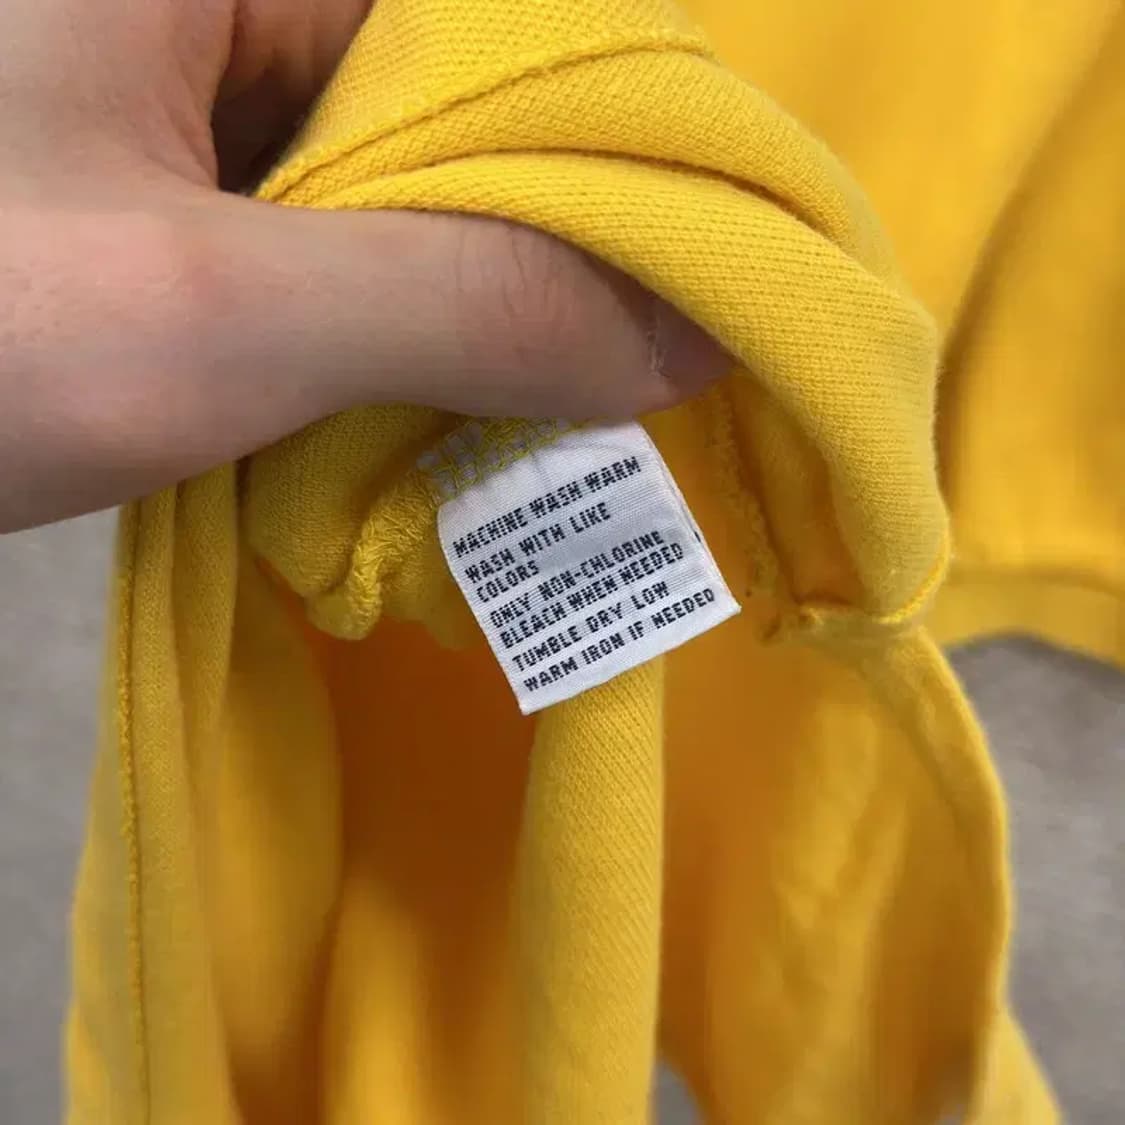 MACHINE WASH WARM
WASH WITH LIKE
COLORS
ONLY NON-CHLORINE
BLEACH WHEN NEEDED
TUMBLE DRY LOW
WARM IRON IF NEEDED